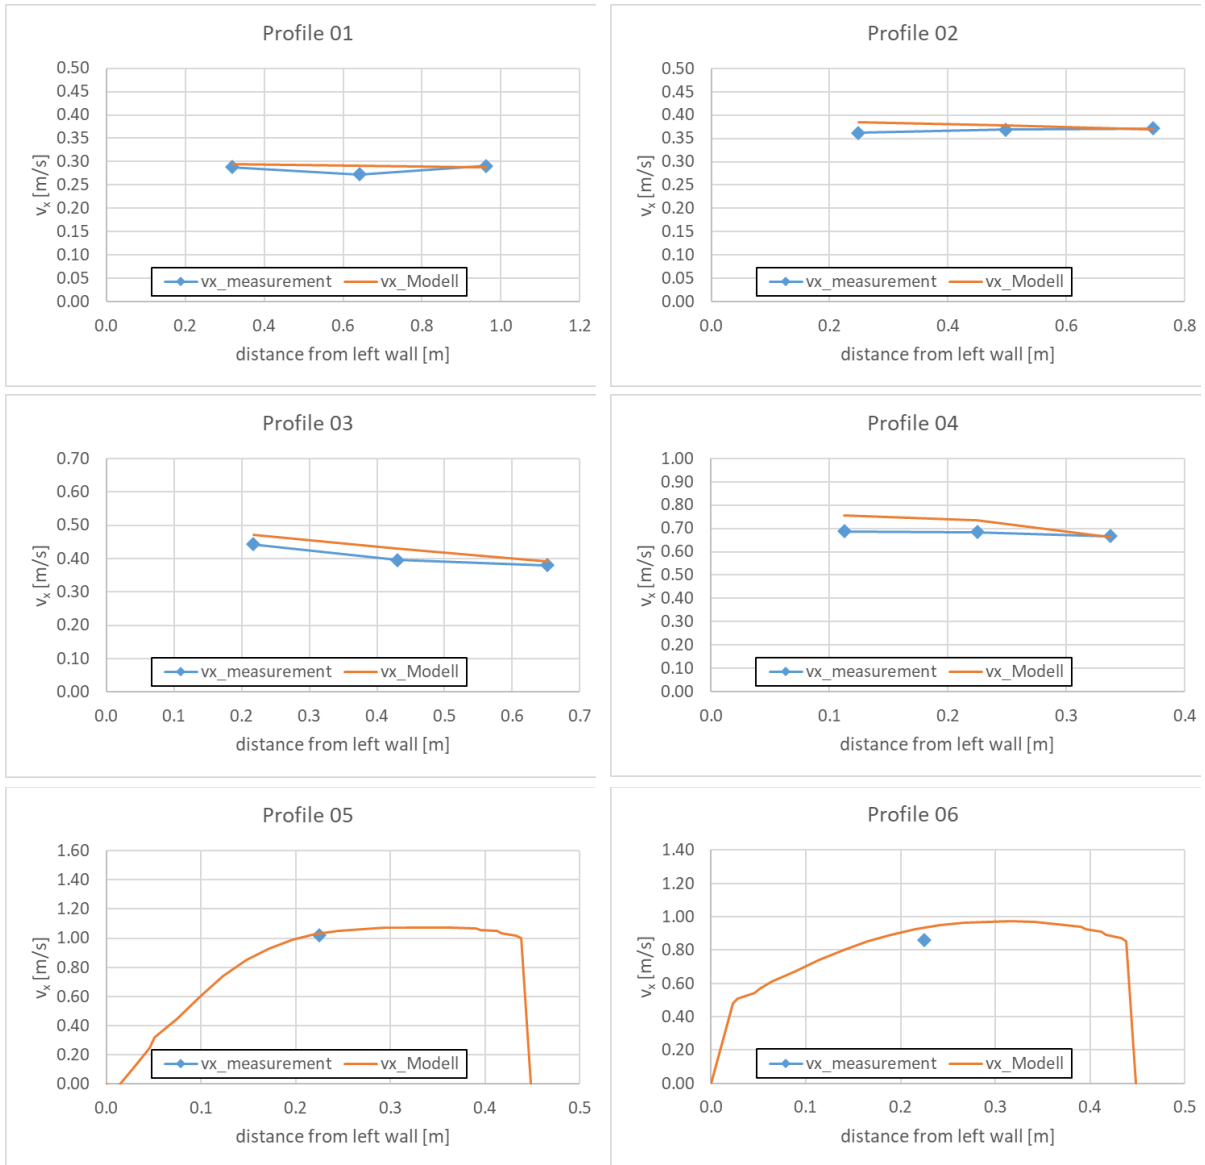 Profile 01
0.50
0.45
0.40
0.35
0.30
0.25
0.20
0.15
0.10
0.05
0.00
vx [m/s]
vx_measurement vx_Modell
0.0 0.2 0.4 0.6 0.8 1.0 1.2
distance from left wall [m]
Profile 02
0.50
0.45
0.40
0.35
0.30
0.25
0.20
0.15
0.10
0.05
0.00
vx [m/s]
vx_measurement vx_Modell
0.0 0.2 0.4 0.6 0.8
distance from left wall [m]
Profile 03
0.70
0.60
0.50
0.40
0.30
0.20
0.10
0.00
vx [m/s]
vx_measurement vx_Modell
0.0 0.1 0.2 0.3 0.4 0.5 0.6 0.7
distance from left wall [m]
Profile 04
1.00
0.90
0.80
0.70
0.60
0.50
0.40
0.30
0.20
0.10
0.00
vx [m/s]
vx_measurement vx_Modell
0.0 0.1 0.2 0.3 0.4
distance from left wall [m]
Profile 05
1.60
1.40
1.20
1.00
0.80
0.60
0.40
0.20
0.00
vx [m/s]
vx_measurement vx_Modell
0.0 0.1 0.2 0.3 0.4 0.5
distance from left wall [m]
Profile 06
1.40
1.20
1.00
0.80
0.60
0.40
0.20
0.00
vx [m/s]
vx_measurement vx_Modell
0.0 0.1 0.2 0.3 0.4 0.5
distance from left wall [m]